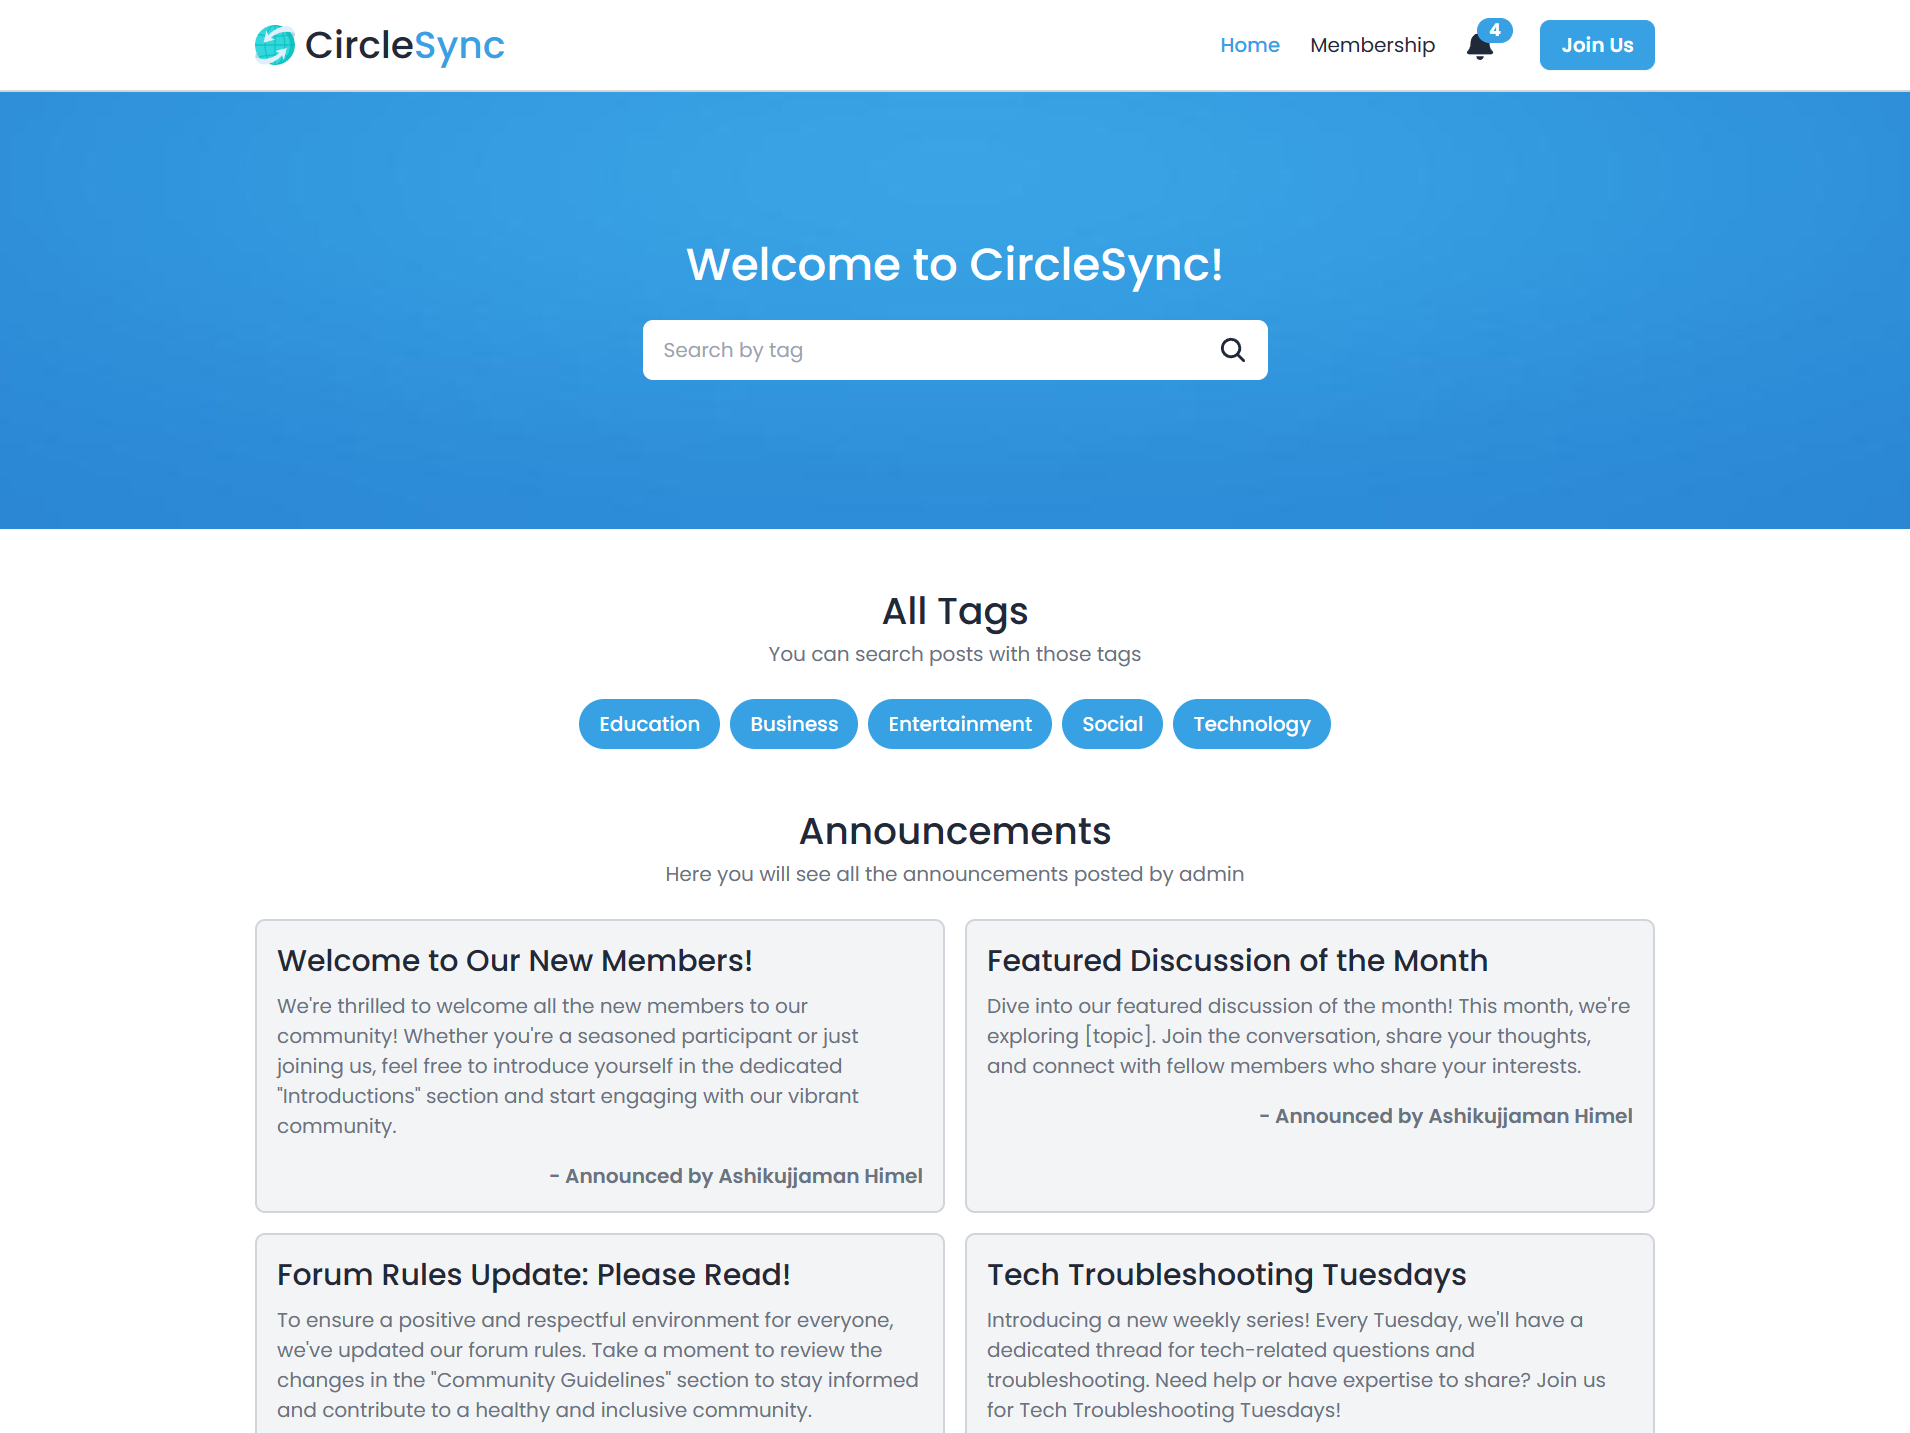 CircleSync
Home Membership 4 Join Us
Welcome to CircleSync!
Search by tag
All Tags
You can search posts with those tags
Education Business Entertainment Social Technology
Announcements
Here you will see all the announcements posted by admin
Welcome to Our New Members!
We're thrilled to welcome all the new members to our
community! Whether you're a seasoned participant or just
joining us, feel free to introduce yourself in the dedicated
"Introductions" section and start engaging with our vibrant
community.
- Announced by Ashikujjaman Himel
Featured Discussion of the Month
Dive into our featured discussion of the month! This month, we're
exploring [topic]. Join the conversation, share your thoughts,
and connect with fellow members who share your interests.
- Announced by Ashikujjaman Himel
Forum Rules Update: Please Read!
To ensure a positive and respectful environment for everyone,
we've updated our forum rules. Take a moment to review the
changes in the "Community Guidelines" section to stay informed
and contribute to a healthy and inclusive community.
Tech Troubleshooting Tuesdays
Introducing a new weekly series! Every Tuesday, we'll have a
dedicated thread for tech-related questions and
troubleshooting. Need help or have expertise to share? Join us
for Tech Troubleshooting Tuesdays!